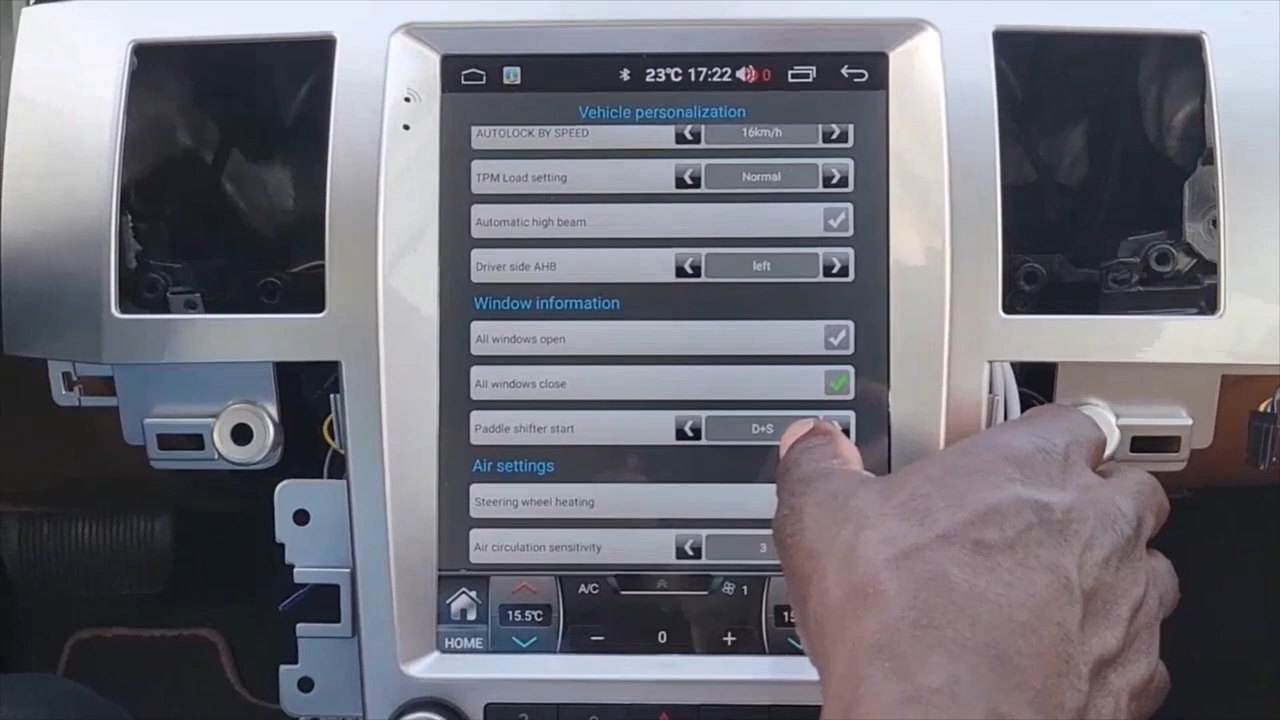 23°C 17:22 0
Vehicle personalization
AUTOLOCK BY SPEED 16km/h
TPM Load setting Normal
Automatic high beam
Driver side AHB left
Window information
All windows open
All windows close
Paddle shifter start D+S
Air settings
Steering wheel heating
Air circulation sensitivity 3
A/C 1
15.5°C 15
HOME − 0 +